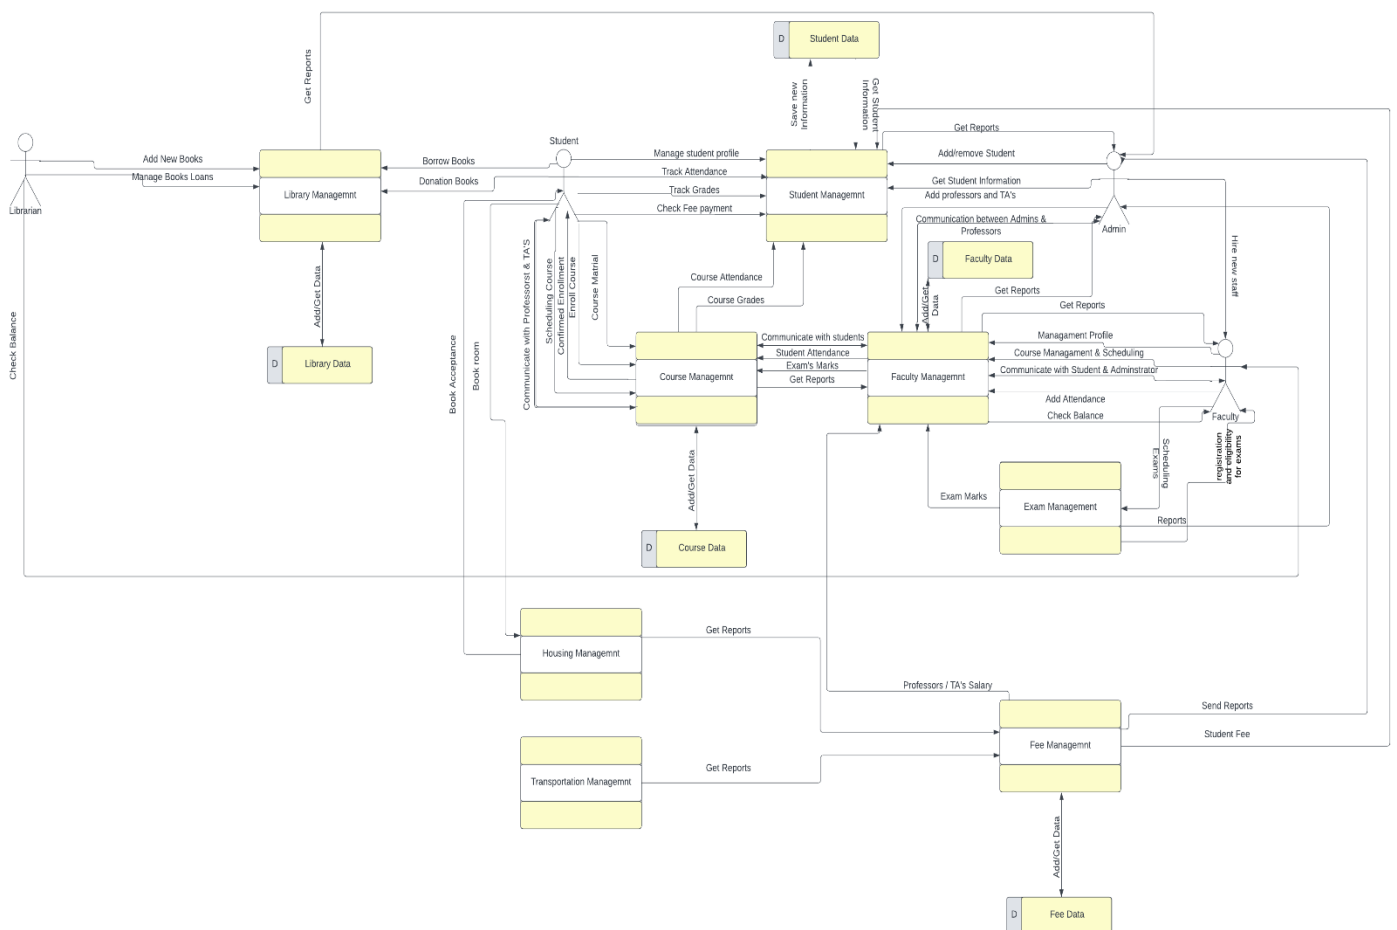 D
Student Data
Get Reports
Save new
Information
Get Student
Information
Get Reports
Student
Add New Books
Borrow Books
Manage student profile
Add/remove Student
Manage Books Loans
Donation Books
Track Attendance
Get Student Information
Library Managemnt
Track Grades
Student Managemnt
Add professors and TA's
Librarian
Check Fee payment
Communication between Admins &
Professors
Admin
Hire new staff
D
Faculty Data
Communicate with Professorst & TA'S
Scheduling Course
Confirmed Enrollment
Enroll Course
Course Matrial
Course Attendance
Course Grades
Add/Get Data
Add/Get
Data
Get Reports
Get Reports
Check Balance
D
Library Data
Book Acceptance
Book room
Communicate with students
Student Attendance
Exam's Marks
Get Reports
Course Managemnt
Faculty Managemnt
Managament Profile
Course Managament & Scheduling
Communicate with Student & Adminstrator
Add Attendance
Check Balance
Faculty
Add/Get Data
Scheduling
Exams
registration
and eligibility
for exams
Exam Marks
Exam Management
Reports
D
Course Data
Housing Managemnt
Get Reports
Professors / TA's Salary
Send Reports
Fee Managemnt
Student Fee
Transportation Managemnt
Get Reports
Add/Get Data
D
Fee Data